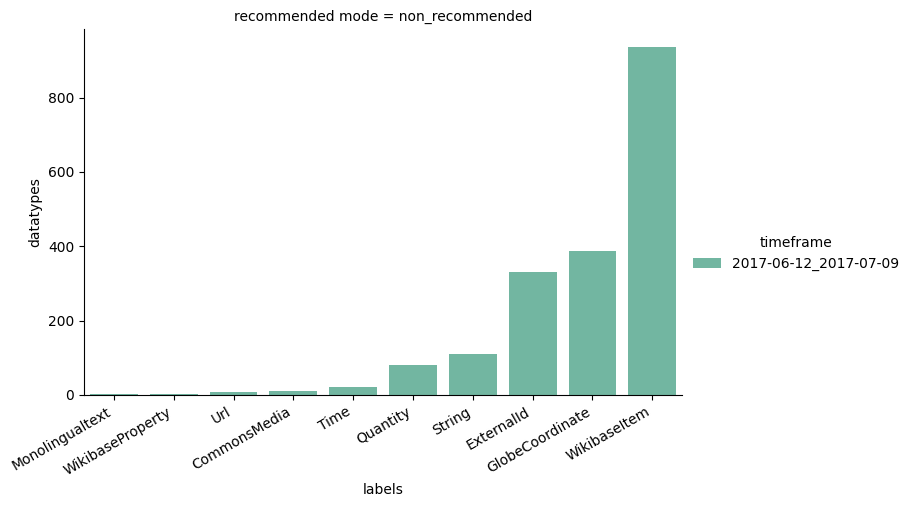 recommended mode = non_recommended
datatypes
800
600
400
200
0
Monolingualtext
WikibaseProperty
Url
CommonsMedia
Time
Quantity
String
ExternalId
GlobeCoordinate
WikibaseItem
labels
timeframe
2017-06-12_2017-07-09